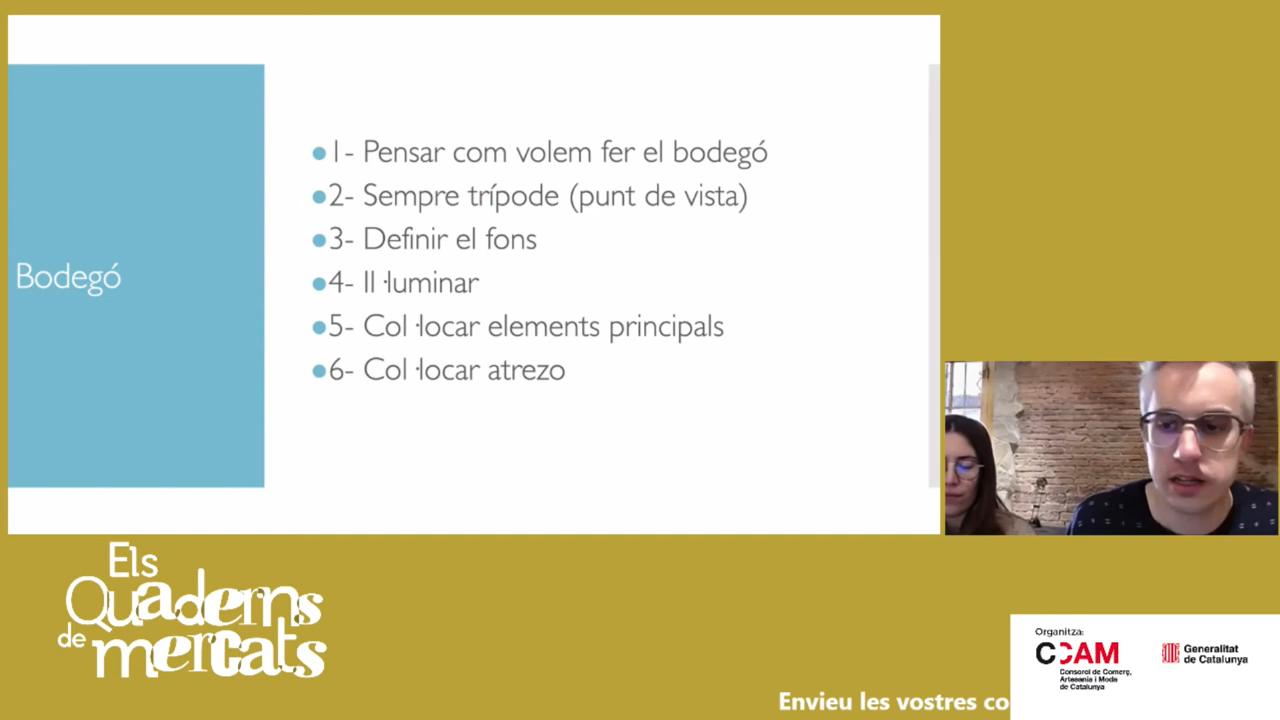 Bodegó
1- Pensar com volem fer el bodegó
2- Sempre trípode (punt de vista)
3- Definir el fons
4- Il·luminar
5- Col·locar elements principals
6- Col·locar atrezo
Els
Quaderns
de mercats
Organitza:
CCAM
Consorci de Comerç,
Artesania i Moda
de Catalunya
Generalitat
de Catalunya
Envieu les vostres co